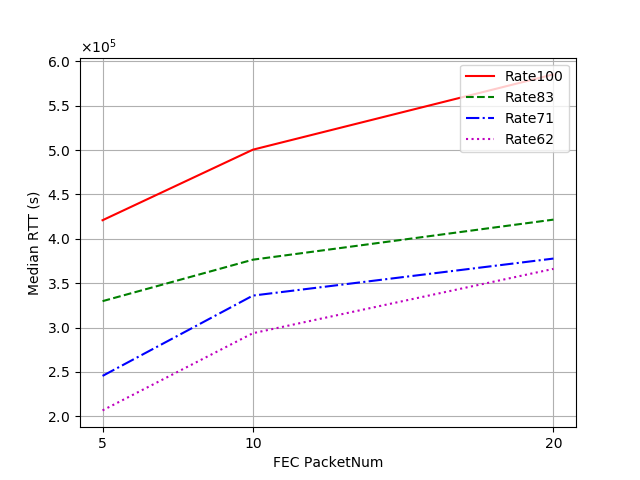 ×10⁵
6.0
5.5
5.0
4.5
4.0
3.5
3.0
2.5
2.0
Median RTT (s)
Rate100
Rate83
Rate71
Rate62
5 10 20
FEC PacketNum